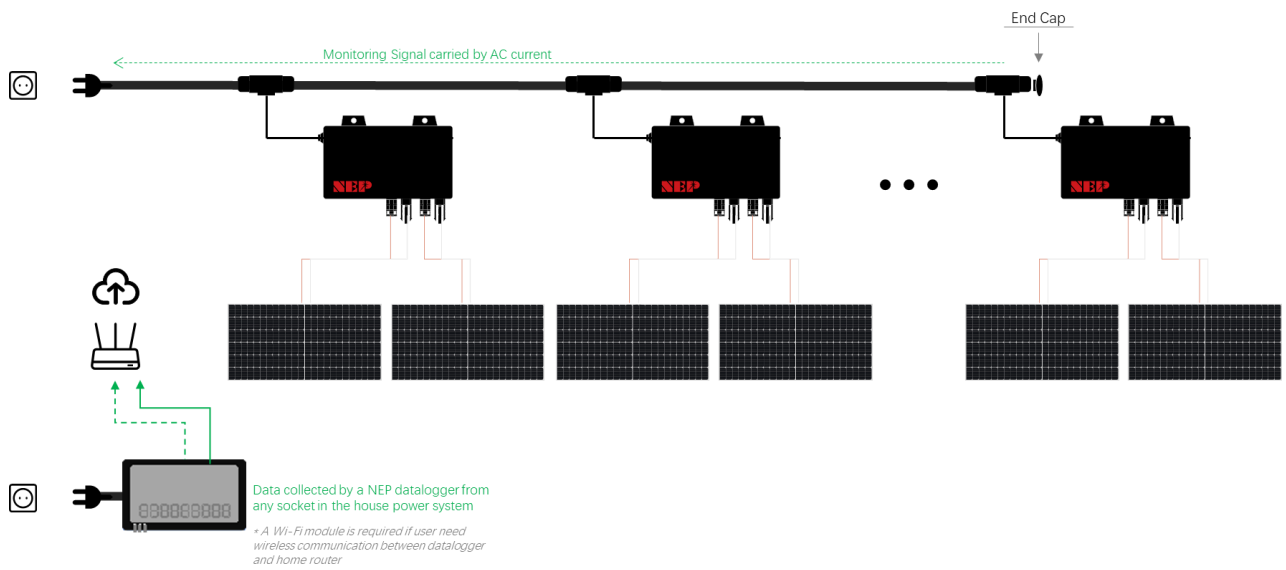 End Cap
Monitoring Signal carried by AC current
NEP
NEP
NEP
Data collected by a NEP datalogger from
any socket in the house power system
* A Wi-Fi module is required if user need
wireless communication between datalogger
and home router